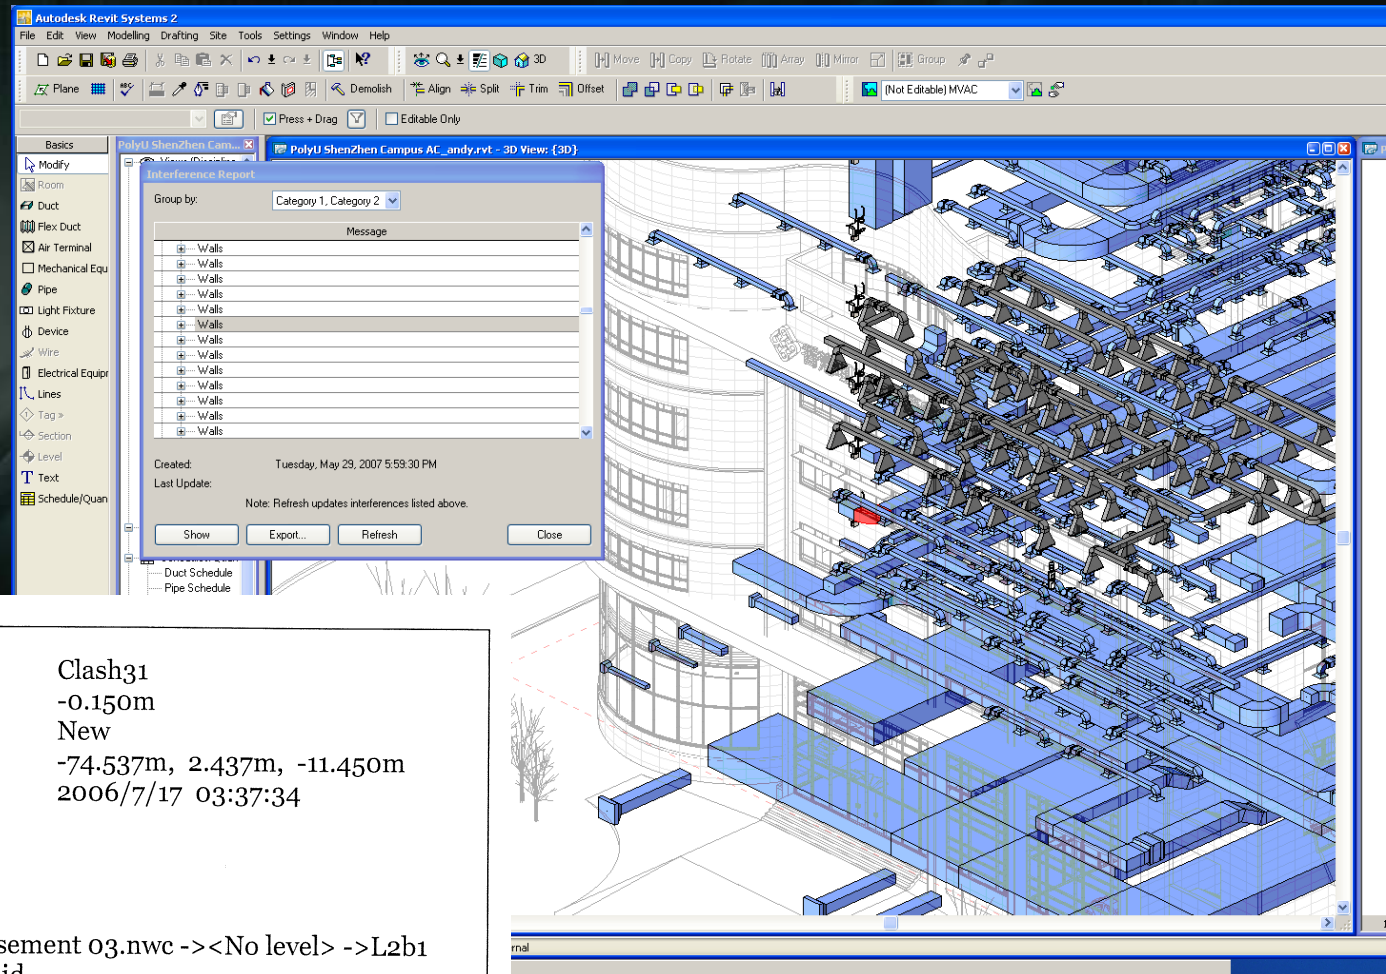 Autodesk Revit Systems 2
File Edit View Modelling Drafting Site Tools Settings Window Help
3D Move Copy Rotate Array Mirror Group
Plane Demolish Align Split Trim Offset (Not Editable) MVAC
Press + Drag Editable Only
Basics
Modify
Room
Duct
Flex Duct
Air Terminal
Mechanical Equ
Pipe
Light Fixture
Device
Wire
Electrical Equipr
Lines
Tag »
Section
Level
Text
Schedule/Quan
PolyU ShenZhen Cam...
PolyU ShenZhen Campus AC_andy.rvt - 3D View: {3D}
Interference Report
Group by: Category 1, Category 2
Message
Walls
Walls
Walls
Walls
Walls
Walls
Walls
Walls
Walls
Walls
Walls
Walls
Walls
Created: Tuesday, May 29, 2007 5:59:30 PM
Last Update:
Note: Refresh updates interferences listed above.
Show Export... Refresh Close
Duct Schedule
Pipe Schedule
Clash31
-0.150m
New
-74.537m, 2.437m, -11.450m
2006/7/17 03:37:34
sement 03.nwc -><No level> ->L2b1
id
rnal